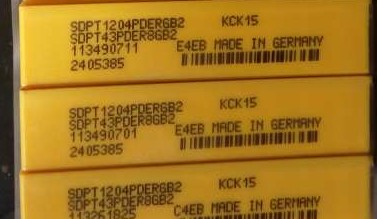 SDPT1204PDERGB2 KCK15
SDPT43PDER8GB2
113490711 E4EB MADE IN GERMANY
2405385
SDPT1204PDERGB2 KCK15
SDPT43PDER8GB2
113490701 E4EB MADE IN GERMANY
2405385
SDPT1204PDERGB2 KCK15
SDPT43PDER8GB2
113251825 C4EB MADE IN GERMANY